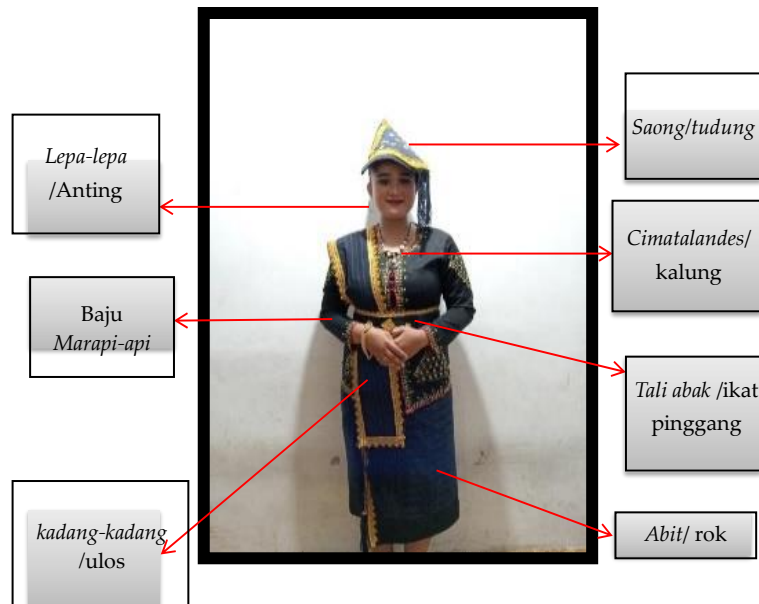 Lepa-lepa
/Anting
Baju
Marapi-api
kadang-kadang
/ulos
Saong/tudung
Cimatalandes/
kalung
Tali abak /ikat
pinggang
Abit/ rok